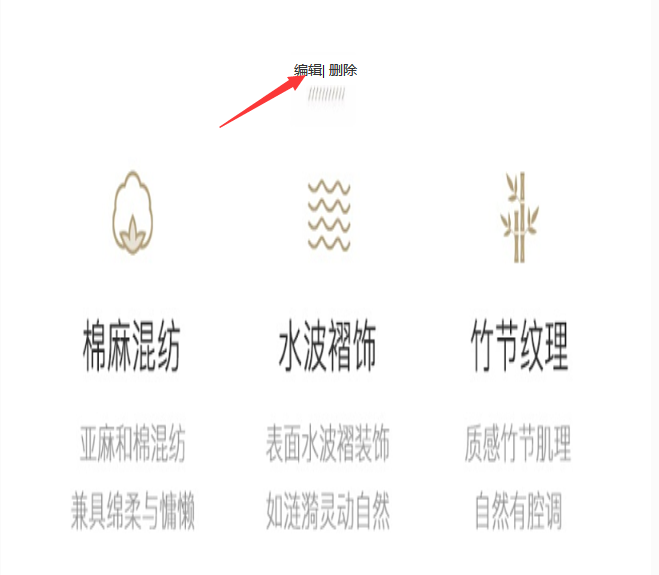 编辑| 删除
棉麻混纺 水波褶饰 竹节纹理
亚麻和棉混纺 表面水波褶装饰 质感竹节肌理
兼具绵柔与慵懒 如涟漪灵动自然 自然有腔调